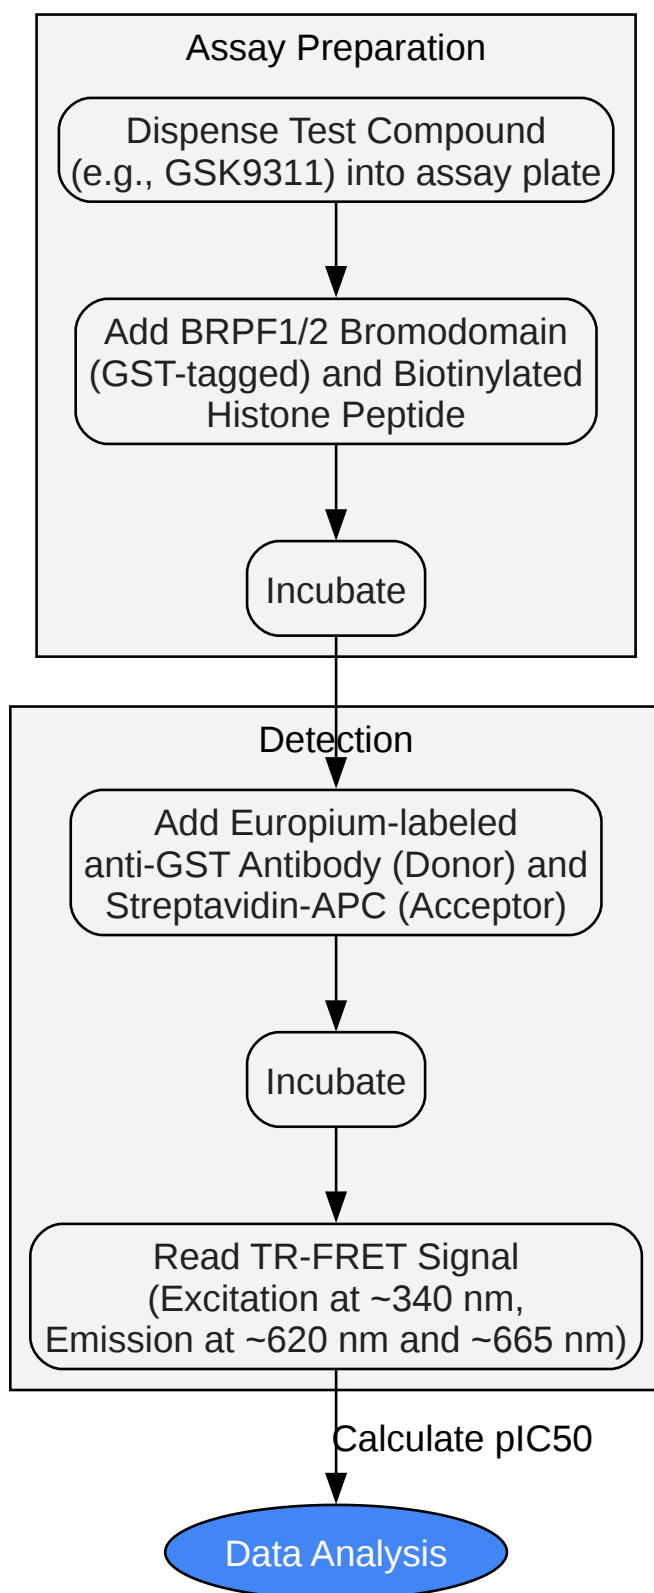 Assay Preparation
Dispense Test Compound
(e.g., GSK9311) into assay plate
Add BRPF1/2 Bromodomain
(GST-tagged) and Biotinylated
Histone Peptide
Incubate
Detection
Add Europium-labeled
anti-GST Antibody (Donor) and
Streptavidin-APC (Acceptor)
Incubate
Read TR-FRET Signal
(Excitation at ~340 nm,
Emission at ~620 nm and ~665 nm)
Calculate pIC50
Data Analysis